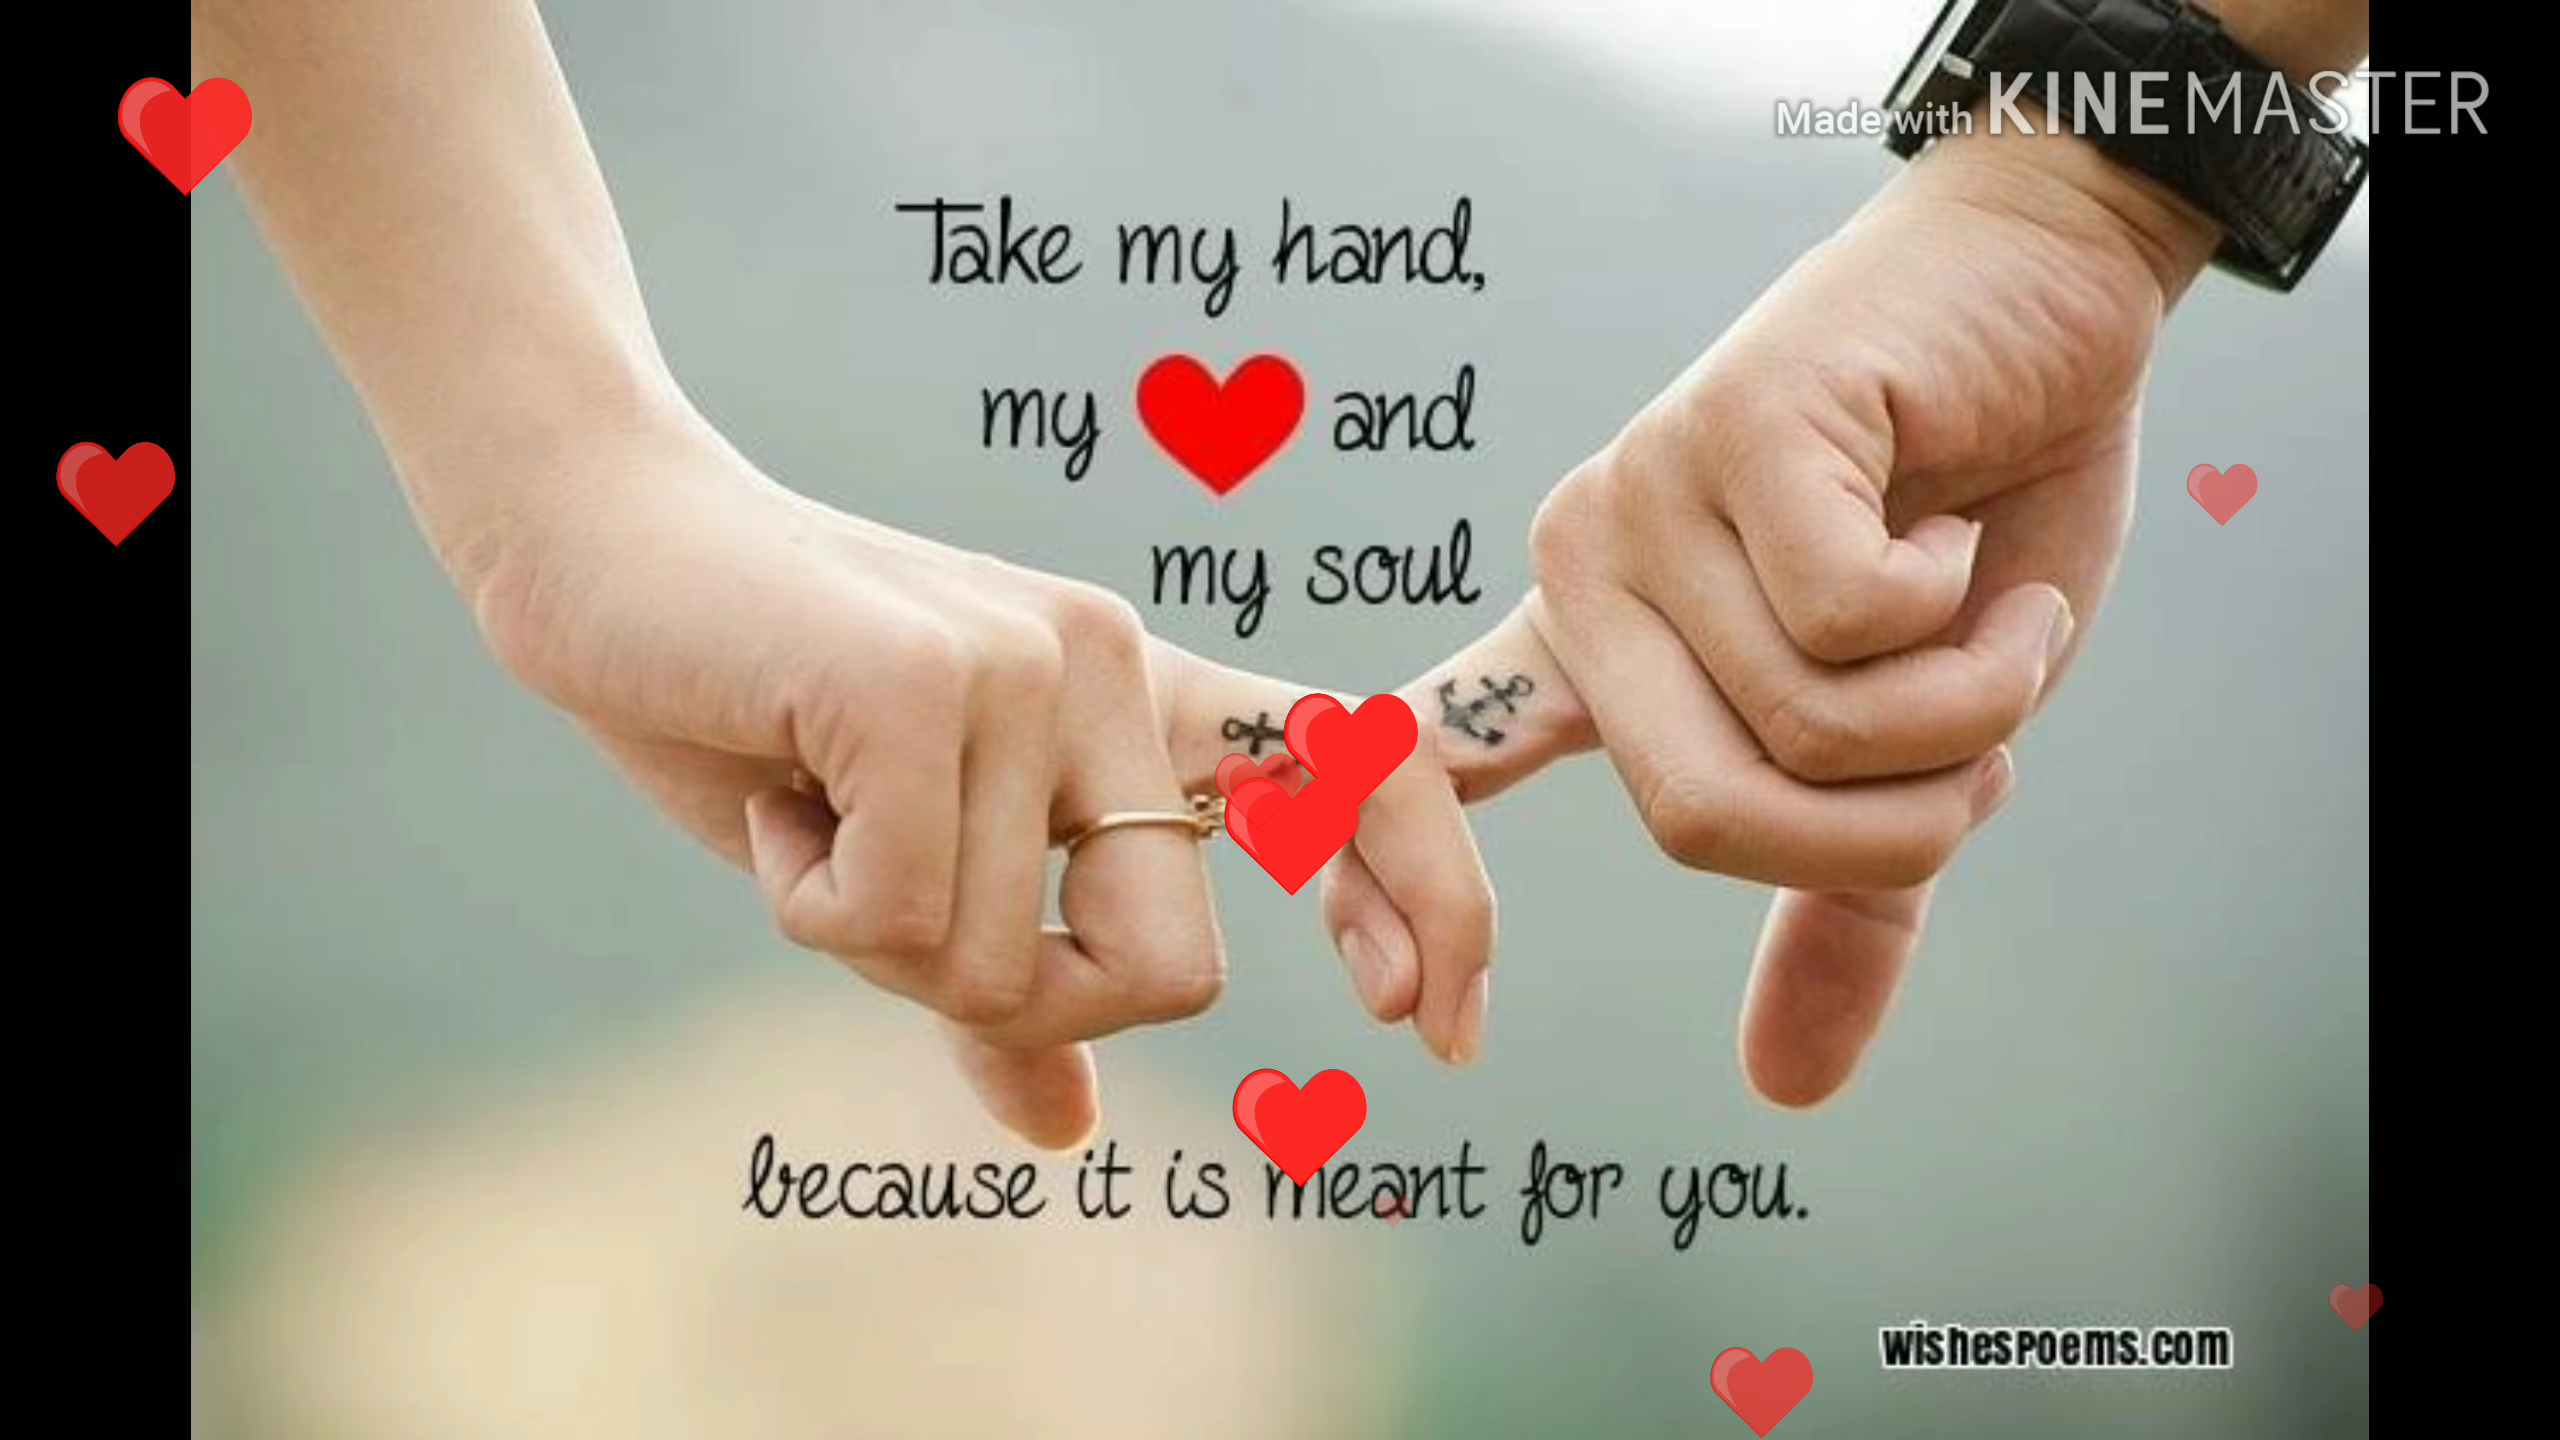 Made with KINEMASTER
Take my hand,
my ❤ and
my soul
because it is meant for you.
wishespoems.com